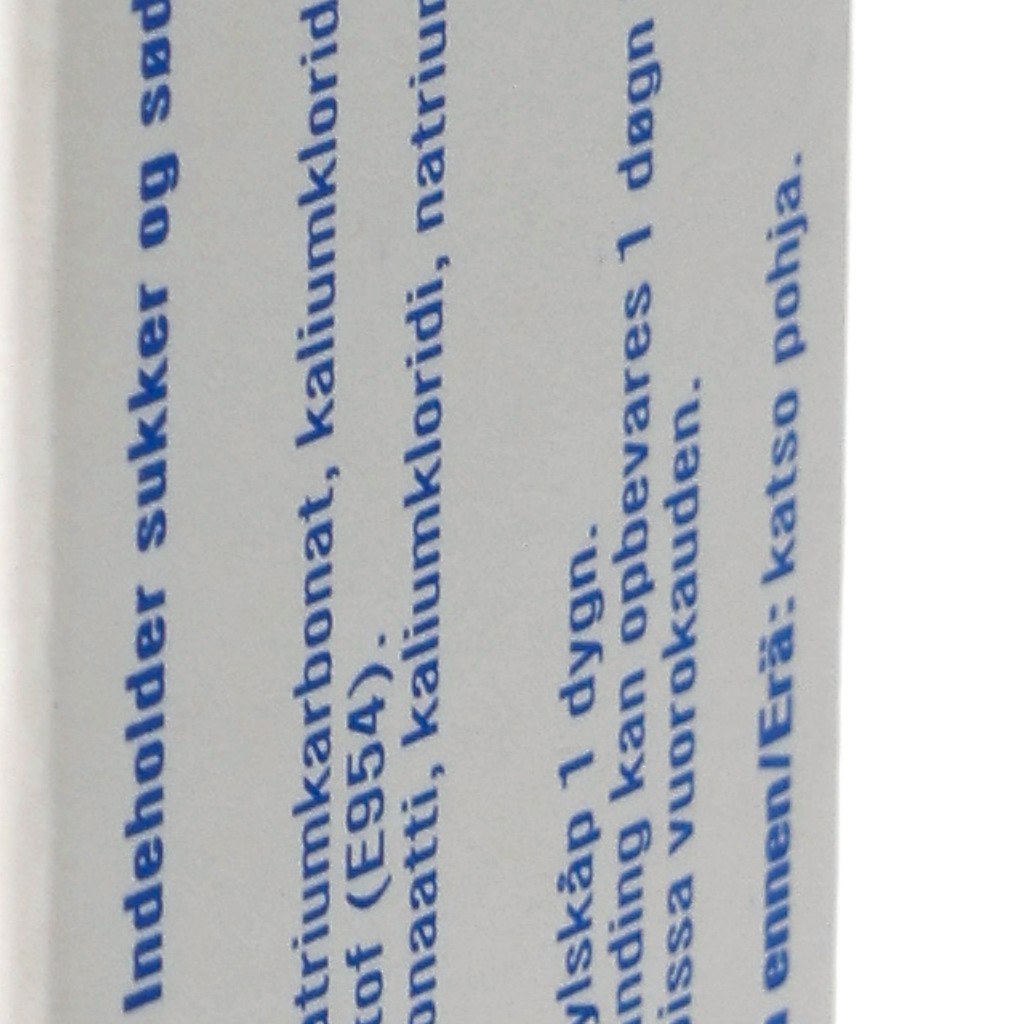 Indeholder sukker og sød
atriumkarbonat, kaliumklorid
tof (E954).
onaatti, kaliumkloridi, natriur
ylskåp 1 dygn.
nding kan opbevares 1 døgn
issa vuorokauden.
ennen/Erä: katso pohja.